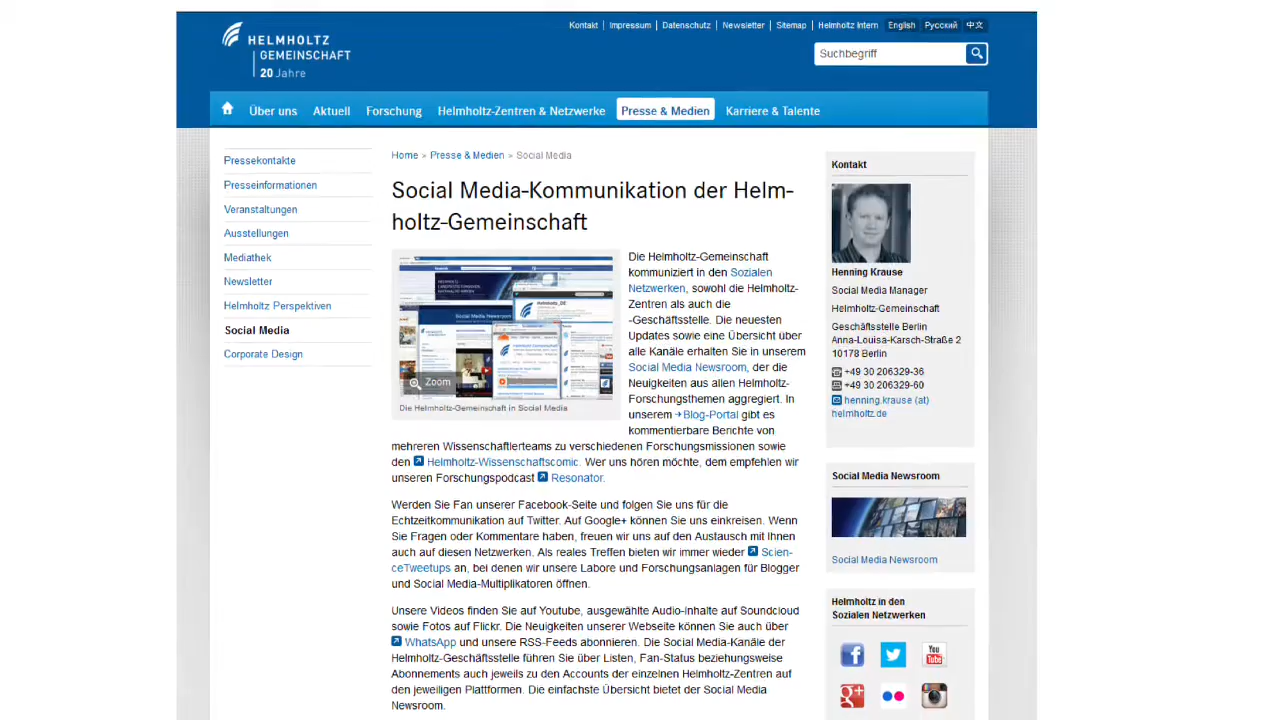 Kontakt | Impressum | Datenschutz | Newsletter | Sitemap | Helmholtz Intern English Русский 中文
HELMHOLTZ
GEMEINSCHAFT
20 Jahre
Suchbegriff
Über uns Aktuell Forschung Helmholtz-Zentren & Netzwerke Presse & Medien Karriere & Talente
Pressekontakte
Presseinformationen
Veranstaltungen
Ausstellungen
Mediathek
Newsletter
Helmholtz Perspektiven
Social Media
Corporate Design
Home » Presse & Medien » Social Media
Social Media-Kommunikation der Helm-
holtz-Gemeinschaft
Zoom
Die Helmholtz-Gemeinschaft in Social Media
Die Helmholtz-Gemeinschaft
kommuniziert in den Sozialen
Netzwerken, sowohl die Helmholtz-
Zentren als auch die
-Geschäftsstelle. Die neuesten
Updates sowie eine Übersicht über
alle Kanäle erhalten Sie in unserem
Social Media Newsroom, der die
Neuigkeiten aus allen Helmholtz-
Forschungsthemen aggregiert. In
unserem Blog-Portal gibt es
kommentierbare Berichte von
mehreren Wissenschaftlerteams zu verschiedenen Forschungsmissionen sowie
den Helmholtz-Wissenschaftscomic. Wer uns hören möchte, dem empfehlen wir
unseren Forschungspodcast Resonator.
Werden Sie Fan unserer Facebook-Seite und folgen Sie uns für die
Echtzeitkommunikation auf Twitter. Auf Google+ können Sie uns einkreisen. Wenn
Sie Fragen oder Kommentare haben, freuen wir uns auf den Austausch mit Ihnen
auch auf diesen Netzwerken. Als reales Treffen bieten wir immer wieder Scien-
ceTweetups an, bei denen wir unsere Labore und Forschungsanlagen für Blogger
und Social Media-Multiplikatoren öffnen.
Unsere Videos finden Sie auf Youtube, ausgewählte Audio-Inhalte auf Soundcloud
sowie Fotos auf Flickr. Die Neuigkeiten unserer Webseite können Sie auch über
WhatsApp und unsere RSS-Feeds abonnieren. Die Social Media-Kanäle der
Helmholtz-Geschäftsstelle führen Sie über Listen, Fan-Status beziehungsweise
Abonnements auch jeweils zu den Accounts der einzelnen Helmholtz-Zentren auf
den jeweiligen Plattformen. Die einfachste Übersicht bietet der Social Media
Newsroom.
Kontakt
Henning Krause
Social Media Manager
Helmholtz-Gemeinschaft
Geschäftsstelle Berlin
Anna-Louisa-Karsch-Straße 2
10178 Berlin
+49 30 206329-36
+49 30 206329-60
henning.krause (at)
helmholtz.de
Social Media Newsroom
Social Media Newsroom
Helmholtz in den
Sozialen Netzwerken
You
Tube
g+